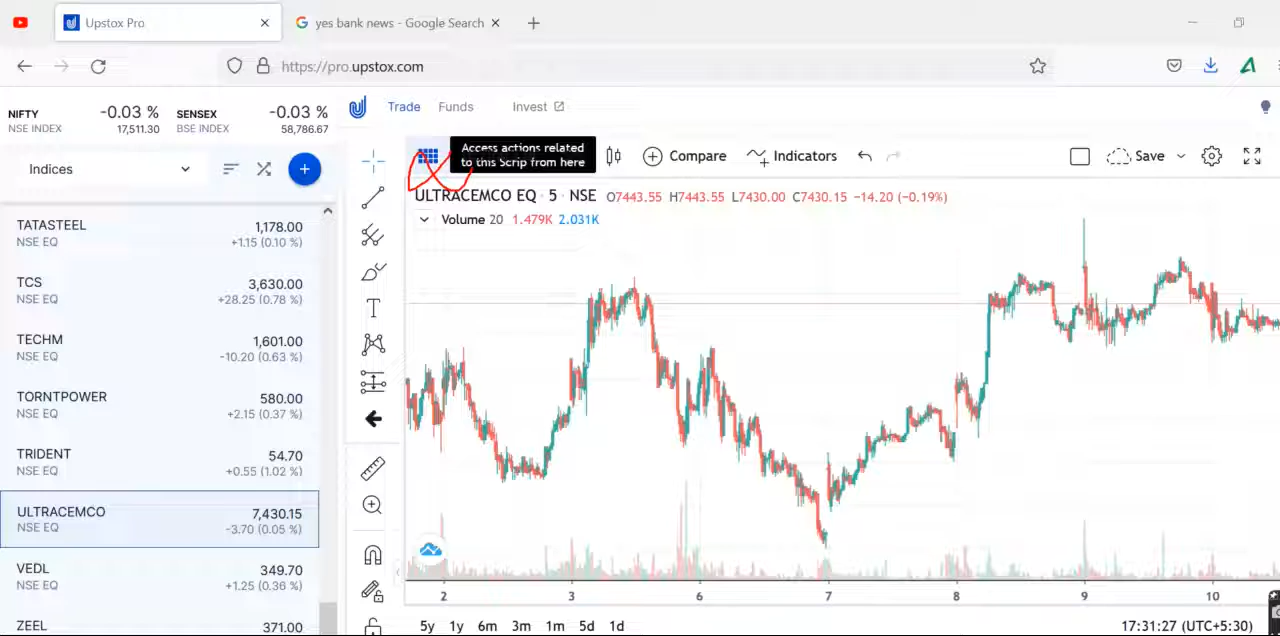 Upstox Pro
yes bank news - Google Search
https://pro.upstox.com
NIFTY -0.03 % SENSEX -0.03 %
NSE INDEX 17,511.30 BSE INDEX 58,786.67
Trade Funds Invest
Indices
Access actions related
to this Scrip from here
Compare Indicators Save
ULTRACEMCO EQ · 5 · NSE O7443.55 H7443.55 L7430.00 C7430.15 −14.20 (−0.19%)
Volume 20 1.479K 2.031K
TATASTEEL 1,178.00
NSE EQ +1.15 (0.10 %)
TCS 3,630.00
NSE EQ +28.25 (0.78 %)
TECHM 1,601.00
NSE EQ -10.20 (0.63 %)
TORNTPOWER 580.00
NSE EQ +2.15 (0.37 %)
TRIDENT 54.70
NSE EQ +0.55 (1.02 %)
ULTRACEMCO 7,430.15
NSE EQ -3.70 (0.05 %)
VEDL 349.70
NSE EQ +1.25 (0.36 %)
ZEEL 371.00
2 3 6 7 8 9 10
5y 1y 6m 3m 1m 5d 1d 17:31:27 (UTC+5:30)